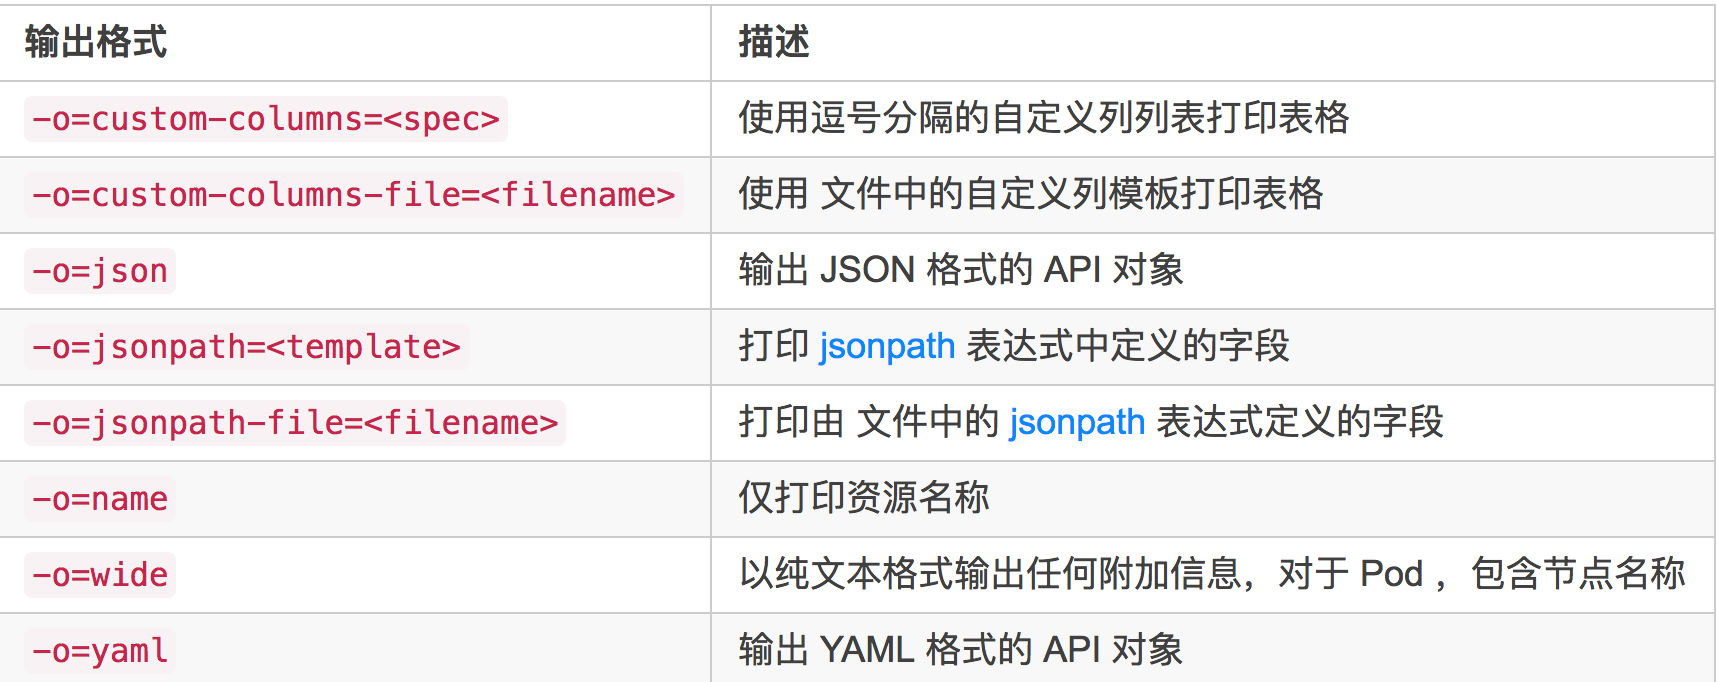 输出格式 描述
-o=custom-columns=<spec> 使用逗号分隔的自定义列列表打印表格
-o=custom-columns-file=<filename> 使用 文件中的自定义列模板打印表格
-o=json 输出 JSON 格式的 API 对象
-o=jsonpath=<template> 打印 jsonpath 表达式中定义的字段
-o=jsonpath-file=<filename> 打印由 文件中的 jsonpath 表达式定义的字段
-o=name 仅打印资源名称
-o=wide 以纯文本格式输出任何附加信息，对于 Pod ，包含节点名称
-o=yaml 输出 YAML 格式的 API 对象